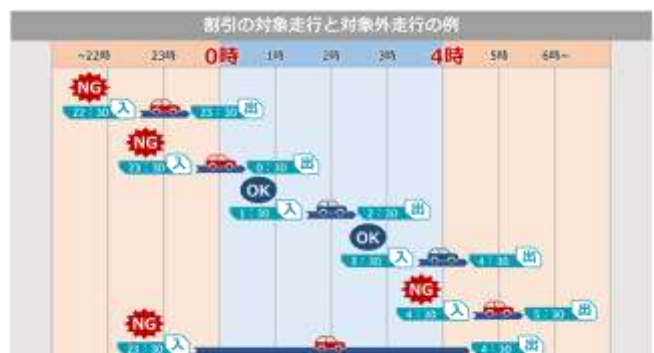 割引の対象走行と対象外走行の例
~22時 23時 0時 1時 2時 3時 4時 5時 6時~
NG
22:30 入 23:30 出
NG
23:30 入 0:30 出
OK
1:30 入 2:30 出
OK
3:30 入 4:30 出
NG
4:30 入 5:30 出
NG
23:30 入 4:30 出